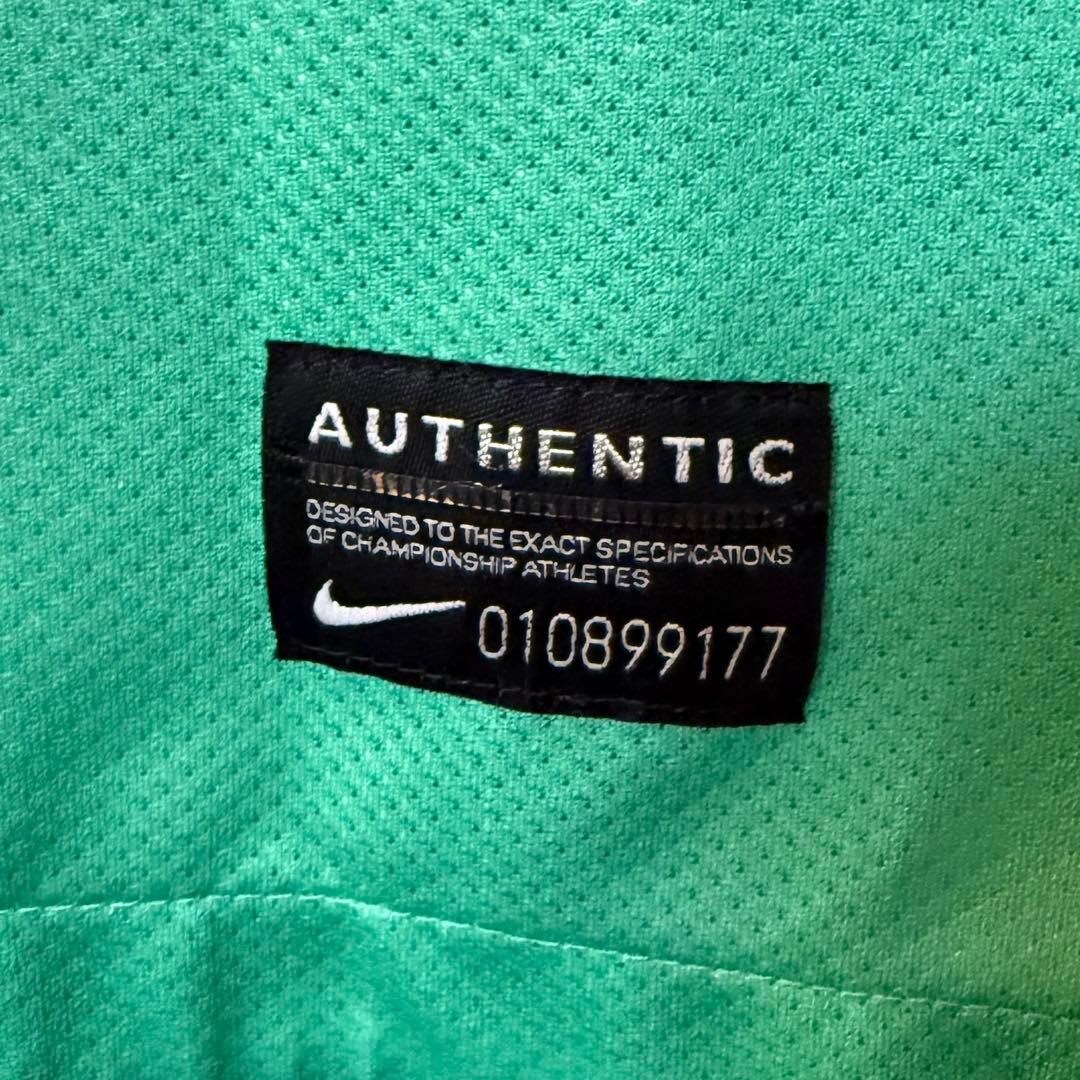 AUTHENTIC
DESIGNED TO THE EXACT SPECIFICATIONS
OF CHAMPIONSHIP ATHLETES
010899177